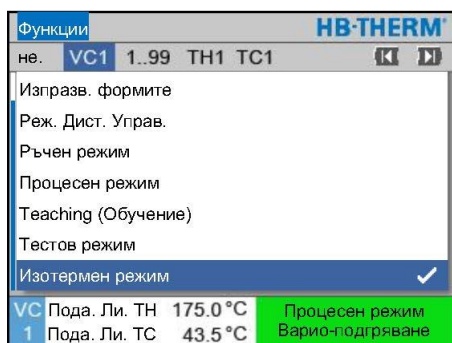 Функции HB-THERM®
не. VC1 1..99 TH1 TC1
Изпразв. формите
Реж. Дист. Управ.
Ръчен режим
Процесен режим
Teaching (Обучение)
Тестов режим
Изотермен режим
VC 1 Пода. Ли. TH 175.0 °C
Пода. Ли. TC 43.5 °C
Процесен режим
Варио-подгряване